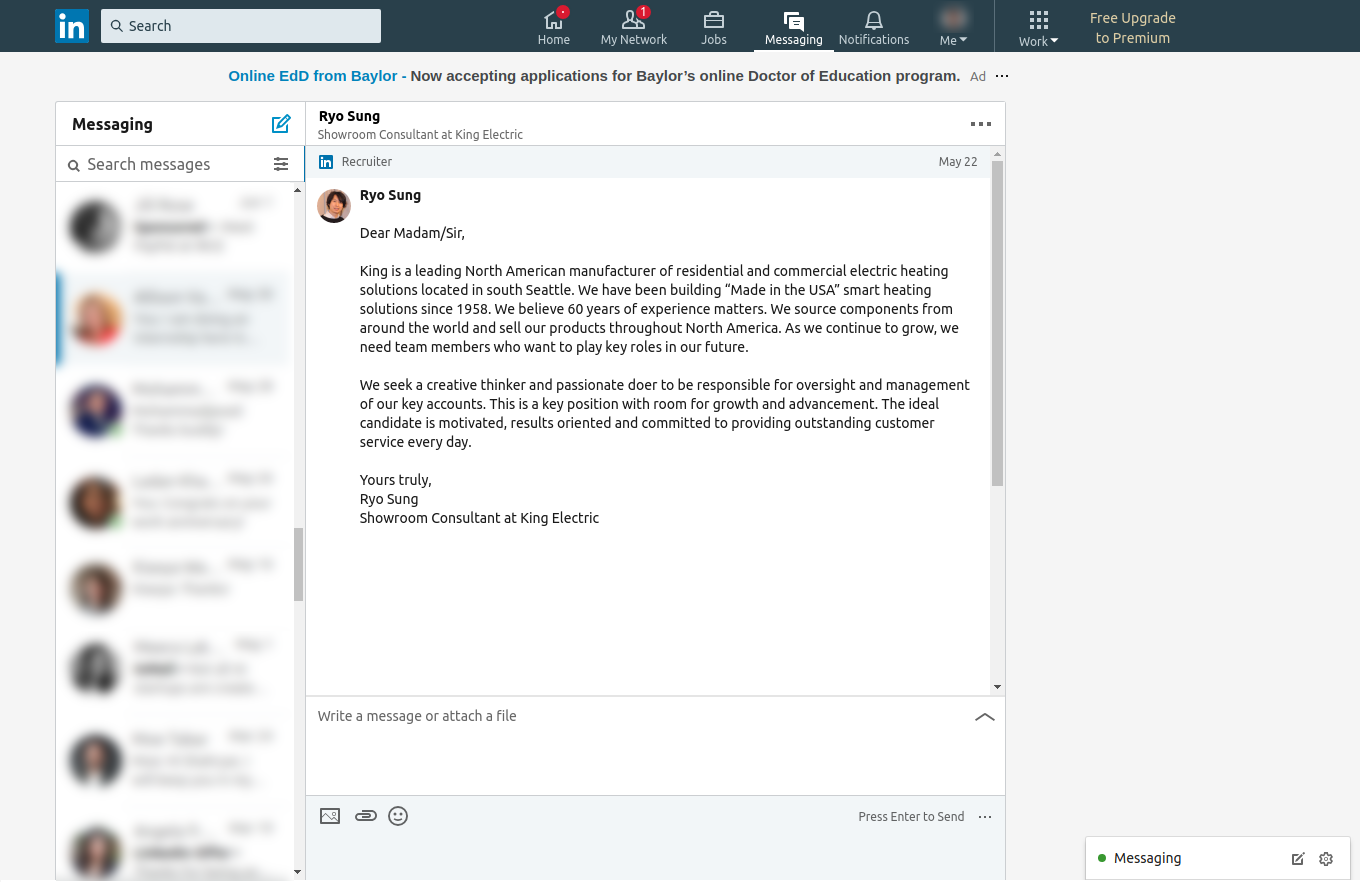 in Search
Home
1
My Network
Jobs
Messaging
Notifications
Me
Work
Free Upgrade
to Premium
Online EdD from Baylor - Now accepting applications for Baylor’s online Doctor of Education program. Ad ...
Messaging
Search messages
Ryo Sung
Showroom Consultant at King Electric
in Recruiter May 22
Ryo Sung
Dear Madam/Sir,
King is a leading North American manufacturer of residential and commercial electric heating
solutions located in south Seattle. We have been building “Made in the USA” smart heating
solutions since 1958. We believe 60 years of experience matters. We source components from
around the world and sell our products throughout North America. As we continue to grow, we
need team members who want to play key roles in our future.
We seek a creative thinker and passionate doer to be responsible for oversight and management
of our key accounts. This is a key position with room for growth and advancement. The ideal
candidate is motivated, results oriented and committed to providing outstanding customer
service every day.
Yours truly,
Ryo Sung
Showroom Consultant at King Electric
Write a message or attach a file
Press Enter to Send ...
Messaging